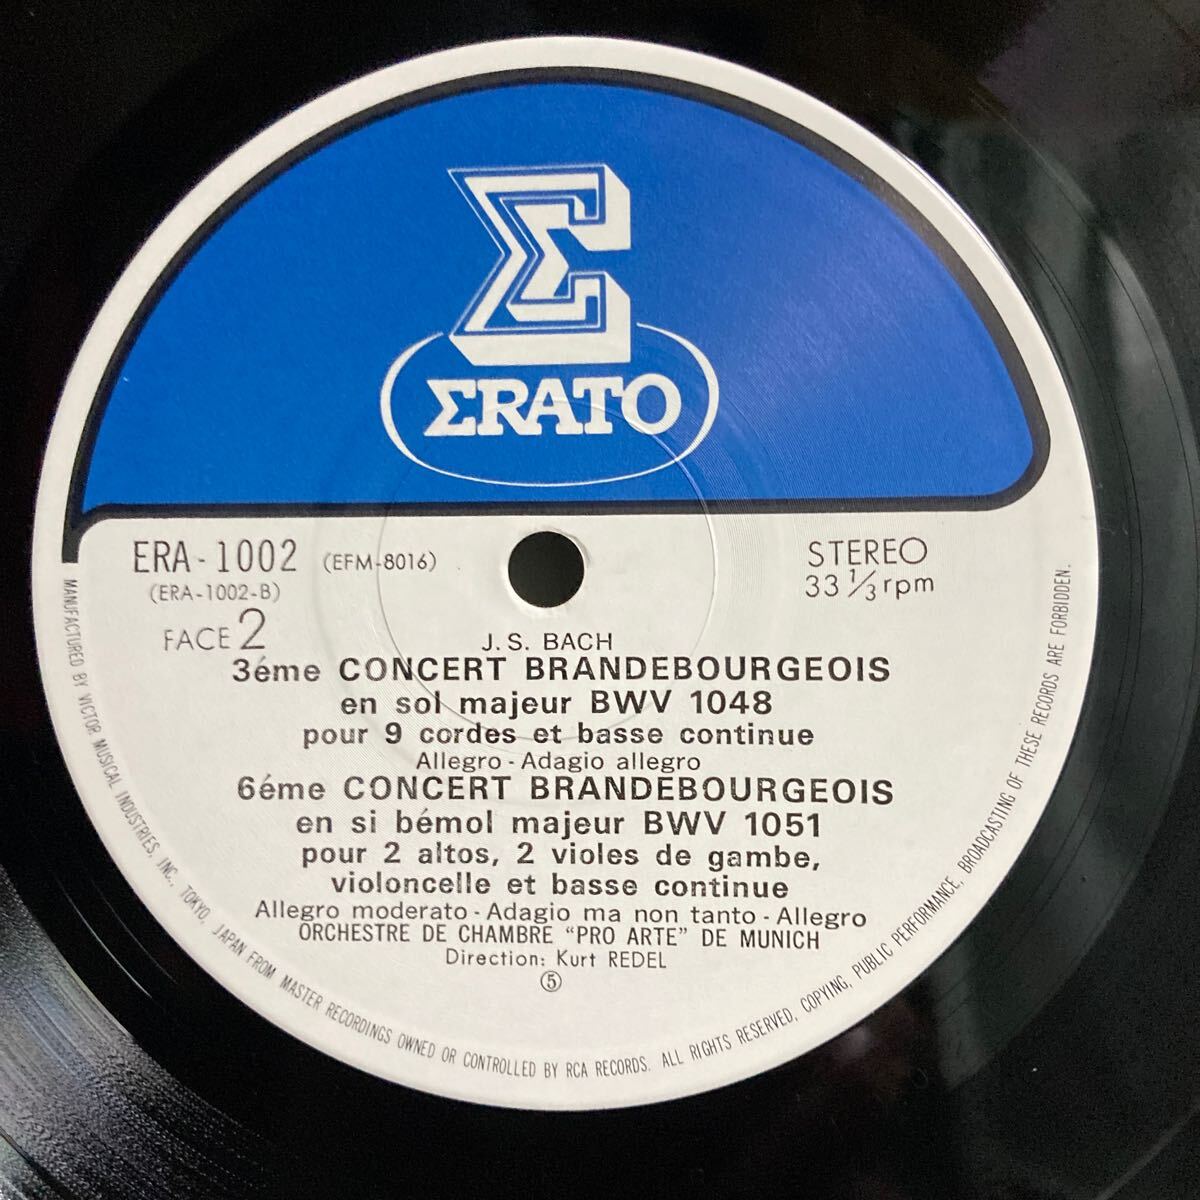 ΣRATO
ERA-1002 (EFM-8016)
(ERA-1002-B)
FACE 2
STEREO
33 1/3 rpm
J. S. BACH
3éme CONCERT BRANDEBOURGEOIS
en sol majeur BWV 1048
pour 9 cordes et basse continue
Allegro - Adagio allegro
6éme CONCERT BRANDEBOURGEOIS
en si bémol majeur BWV 1051
pour 2 altos, 2 violes de gambe,
violoncelle et basse continue
Allegro moderato - Adagio ma non tanto - Allegro
ORCHESTRE DE CHAMBRE “PRO ARTE” DE MUNICH
Direction: Kurt REDEL
⑤
MANUFACTURED BY VICTOR MUSICAL INDUSTRIES, INC., TOKYO, JAPAN FROM MASTER RECORDINGS OWNED OR CONTROLLED BY RCA RECORDS. ALL RIGHTS RESERVED, COPYING, PUBLIC PERFORMANCE, BROADCASTING OF THESE RECORDS ARE FORBIDDEN.